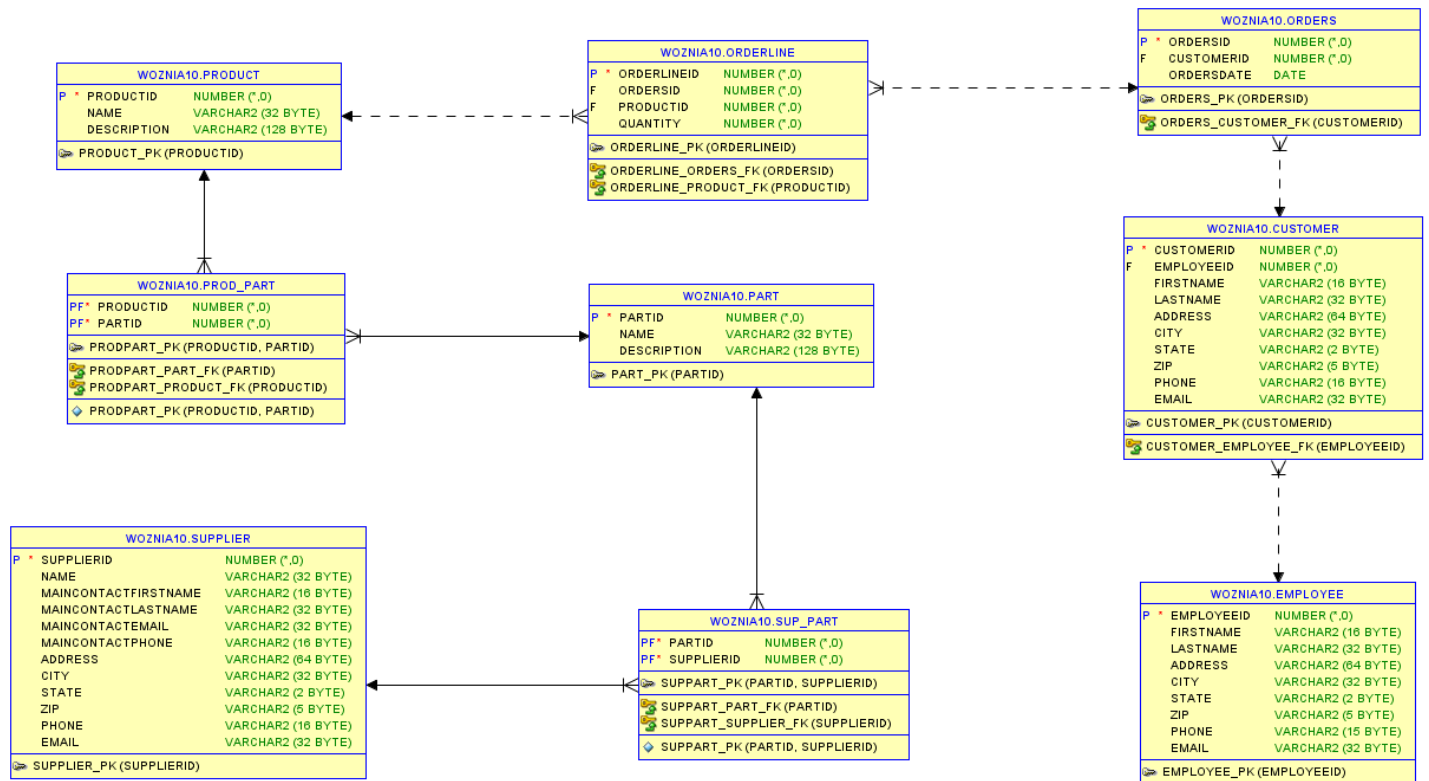 WOZNIA10.PRODUCT
P * PRODUCTID NUMBER (*,0)
NAME VARCHAR2 (32 BYTE)
DESCRIPTION VARCHAR2 (128 BYTE)
PRODUCT_PK (PRODUCTID)
WOZNIA10.ORDERLINE
P * ORDERLINEID NUMBER (*,0)
F ORDERSID NUMBER (*,0)
F PRODUCTID NUMBER (*,0)
QUANTITY NUMBER (*,0)
ORDERLINE_PK (ORDERLINEID)
ORDERLINE_ORDERS_FK (ORDERSID)
ORDERLINE_PRODUCT_FK (PRODUCTID)
WOZNIA10.ORDERS
P * ORDERSID NUMBER (*,0)
F CUSTOMERID NUMBER (*,0)
ORDERSDATE DATE
ORDERS_PK (ORDERSID)
ORDERS_CUSTOMER_FK (CUSTOMERID)
WOZNIA10.PROD_PART
PF* PRODUCTID NUMBER (*,0)
PF* PARTID NUMBER (*,0)
PRODPART_PK (PRODUCTID, PARTID)
PRODPART_PART_FK (PARTID)
PRODPART_PRODUCT_FK (PRODUCTID)
PRODPART_PK (PRODUCTID, PARTID)
WOZNIA10.PART
P * PARTID NUMBER (*,0)
NAME VARCHAR2 (32 BYTE)
DESCRIPTION VARCHAR2 (128 BYTE)
PART_PK (PARTID)
WOZNIA10.CUSTOMER
P * CUSTOMERID NUMBER (*,0)
F EMPLOYEEID NUMBER (*,0)
FIRSTNAME VARCHAR2 (16 BYTE)
LASTNAME VARCHAR2 (32 BYTE)
ADDRESS VARCHAR2 (64 BYTE)
CITY VARCHAR2 (32 BYTE)
STATE VARCHAR2 (2 BYTE)
ZIP VARCHAR2 (5 BYTE)
PHONE VARCHAR2 (16 BYTE)
EMAIL VARCHAR2 (32 BYTE)
CUSTOMER_PK (CUSTOMERID)
CUSTOMER_EMPLOYEE_FK (EMPLOYEEID)
WOZNIA10.SUPPLIER
P * SUPPLIERID NUMBER (*,0)
NAME VARCHAR2 (32 BYTE)
MAINCONTACTFIRSTNAME VARCHAR2 (16 BYTE)
MAINCONTACTLASTNAME VARCHAR2 (32 BYTE)
MAINCONTACTEMAIL VARCHAR2 (32 BYTE)
MAINCONTACTPHONE VARCHAR2 (16 BYTE)
ADDRESS VARCHAR2 (64 BYTE)
CITY VARCHAR2 (32 BYTE)
STATE VARCHAR2 (2 BYTE)
ZIP VARCHAR2 (5 BYTE)
PHONE VARCHAR2 (16 BYTE)
EMAIL VARCHAR2 (32 BYTE)
SUPPLIER_PK (SUPPLIERID)
WOZNIA10.SUP_PART
PF* PARTID NUMBER (*,0)
PF* SUPPLIERID NUMBER (*,0)
SUPPART_PK (PARTID, SUPPLIERID)
SUPPART_PART_FK (PARTID)
SUPPART_SUPPLIER_FK (SUPPLIERID)
SUPPART_PK (PARTID, SUPPLIERID)
WOZNIA10.EMPLOYEE
P * EMPLOYEEID NUMBER (*,0)
FIRSTNAME VARCHAR2 (16 BYTE)
LASTNAME VARCHAR2 (32 BYTE)
ADDRESS VARCHAR2 (64 BYTE)
CITY VARCHAR2 (32 BYTE)
STATE VARCHAR2 (2 BYTE)
ZIP VARCHAR2 (5 BYTE)
PHONE VARCHAR2 (15 BYTE)
EMAIL VARCHAR2 (32 BYTE)
EMPLOYEE_PK (EMPLOYEEID)